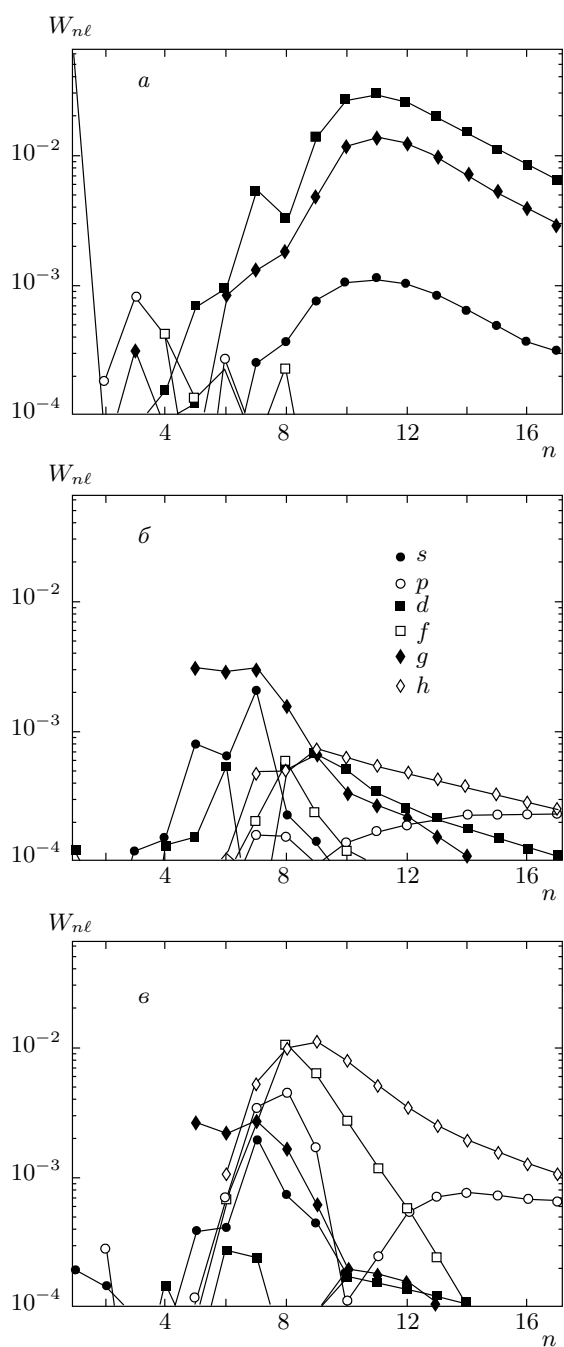 W_{nℓ}
а
10^{-2}
10^{-3}
10^{-4}
4 8 12 16
n
W_{nℓ}
б
s
p
d
f
g
h
10^{-2}
10^{-3}
10^{-4}
4 8 12 16
n
W_{nℓ}
в
10^{-2}
10^{-3}
10^{-4}
4 8 12 16
n